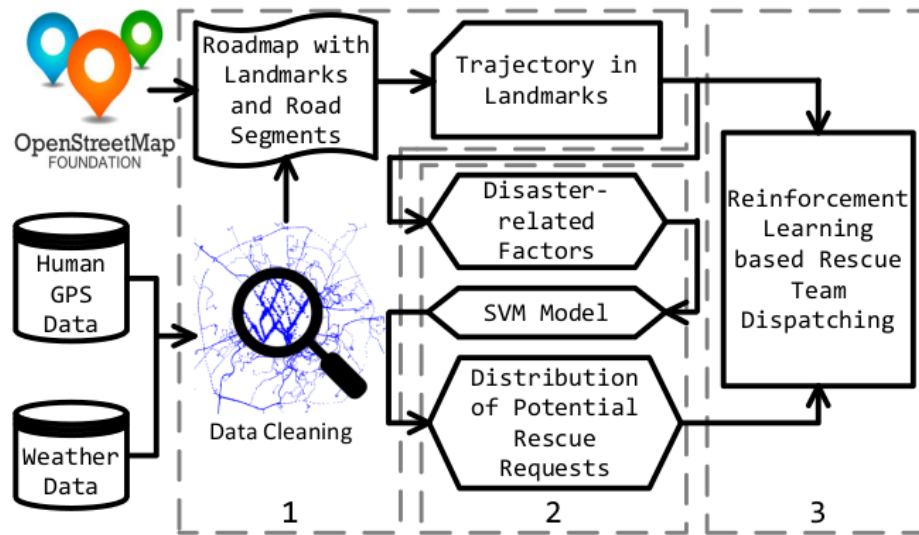 OpenStreetMap
FOUNDATION
Human
GPS
Data
Weather
Data
Roadmap with
Landmarks
and Road
Segments
Data Cleaning
1
Trajectory in
Landmarks
Disaster-
related
Factors
SVM Model
Distribution
of Potential
Rescue
Requests
2
Reinforcement
Learning
based Rescue
Team
Dispatching
3